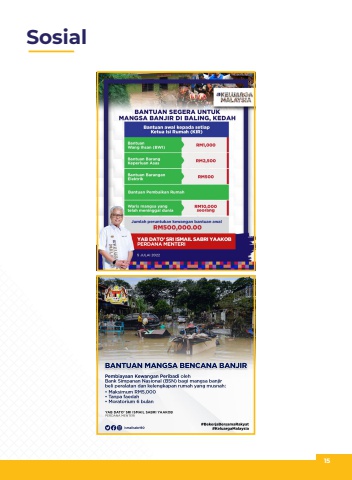 Sosial
#KELUARGA
MALAYSIA
BANTUAN SEGERA UNTUK
MANGSA BANJIR DI BALING, KEDAH
Bantuan awal kepada setiap
Ketua Isi Rumah (KIR)
Bantuan
Wang Ihsan (BWI)
RM1,000
Bantuan Barang
Keperluan Asas
RM2,500
Bantuan Barangan
Elektrik
RM500
Bantuan Pembaikan Rumah
Waris mangsa yang
telah meninggal dunia
RM10,000
seorang
Jumlah peruntukan kewangan bantuan awal
RM500,000.00
YAB DATO' SRI ISMAIL SABRI YAAKOB
PERDANA MENTERI
5 JULAI 2022
BANTUAN MANGSA BENCANA BANJIR
Pembiayaan Kewangan Peribadi oleh
Bank Simpanan Nasional (BSN) bagi mangsa banjir
beli peralatan dan kelengkapan rumah yang musnah:
• Maksimum RM5,000
• Tanpa faedah
• Moratorium 6 bulan
YAB DATO' SRI ISMAIL SABRI YAAKOB
PERDANA MENTERI
ismailsabri60
#BekerjaBersamaRakyat
#KeluargaMalaysia
15